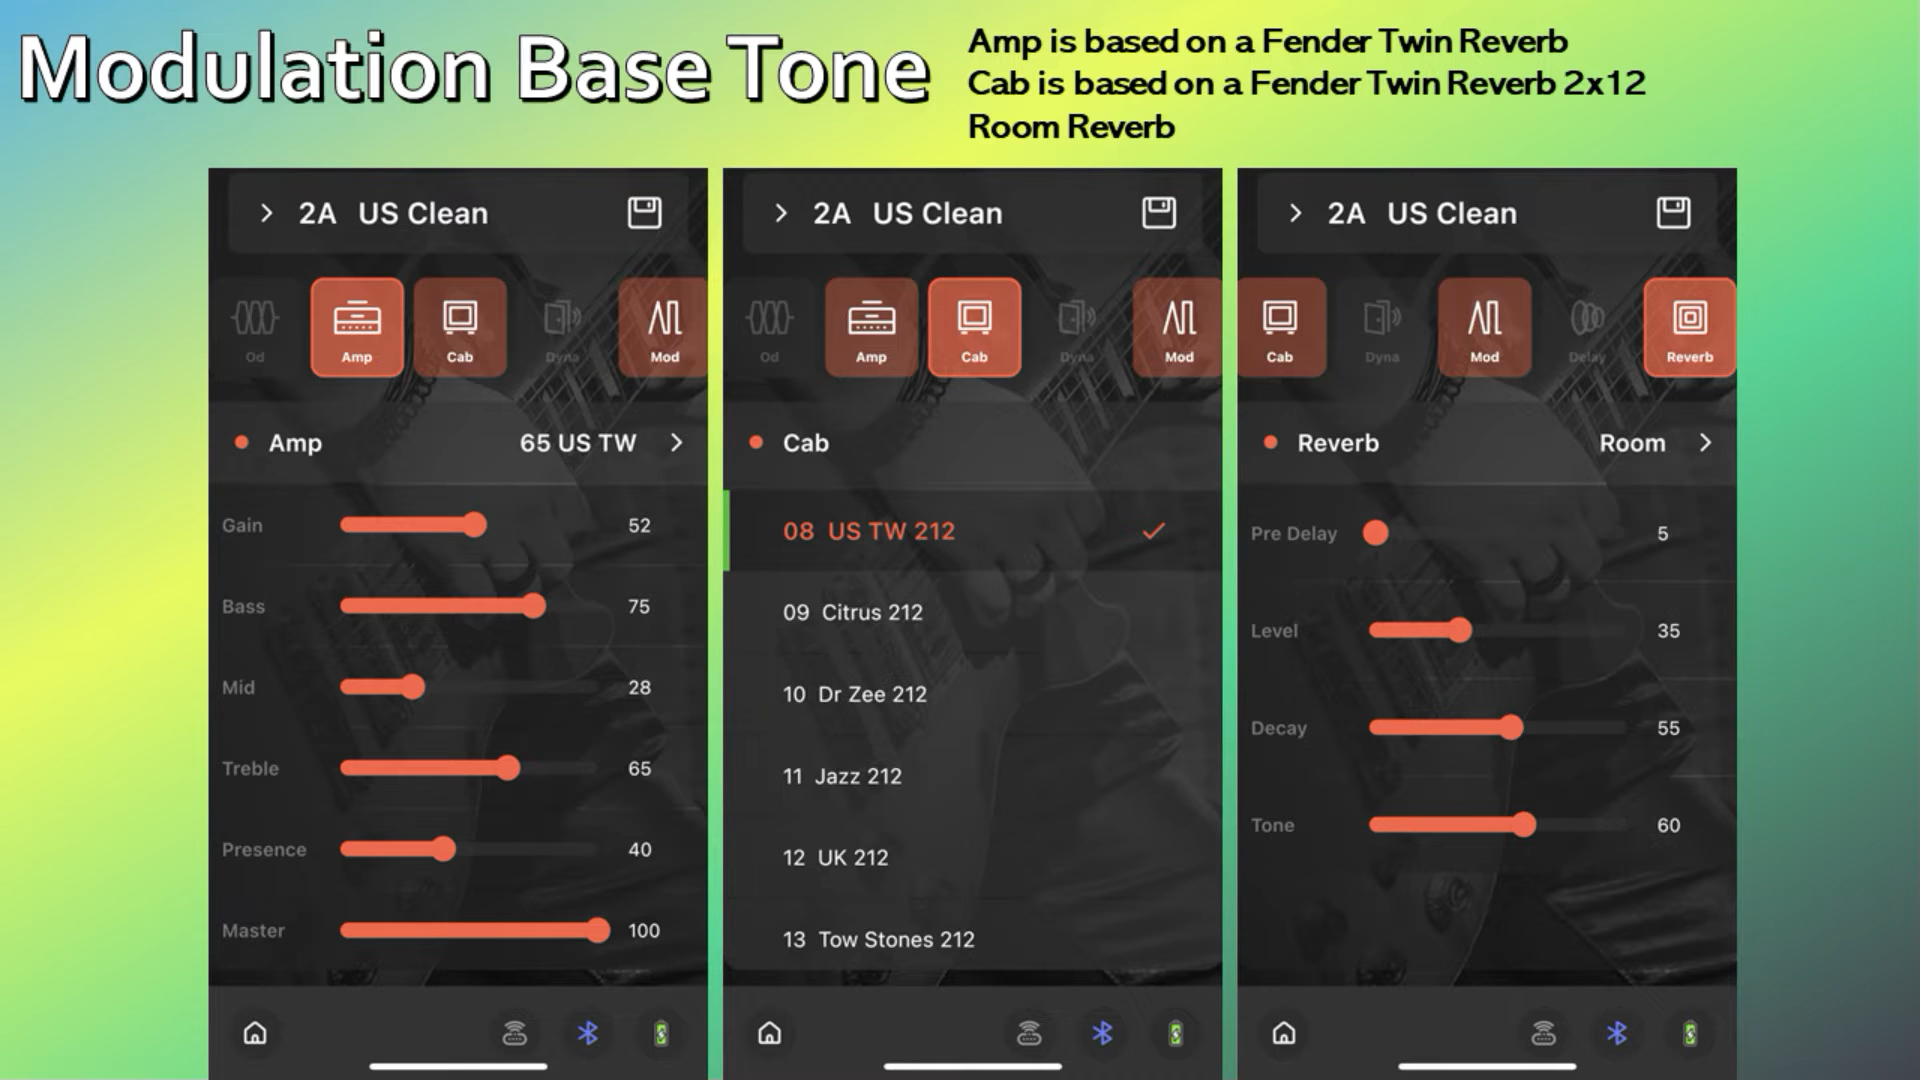 Modulation Base Tone
Amp is based on a Fender Twin Reverb
Cab is based on a Fender Twin Reverb 2x12
Room Reverb
2A US Clean
Od Amp Cab Dyna Mod
Amp 65 US TW
Gain 52
Bass 75
Mid 28
Treble 65
Presence 40
Master 100
2A US Clean
Od Amp Cab Dyna Mod
Cab
08 US TW 212
09 Citrus 212
10 Dr Zee 212
11 Jazz 212
12 UK 212
13 Tow Stones 212
2A US Clean
Cab Dyna Mod Delay Reverb
Reverb Room
Pre Delay 5
Level 35
Decay 55
Tone 60